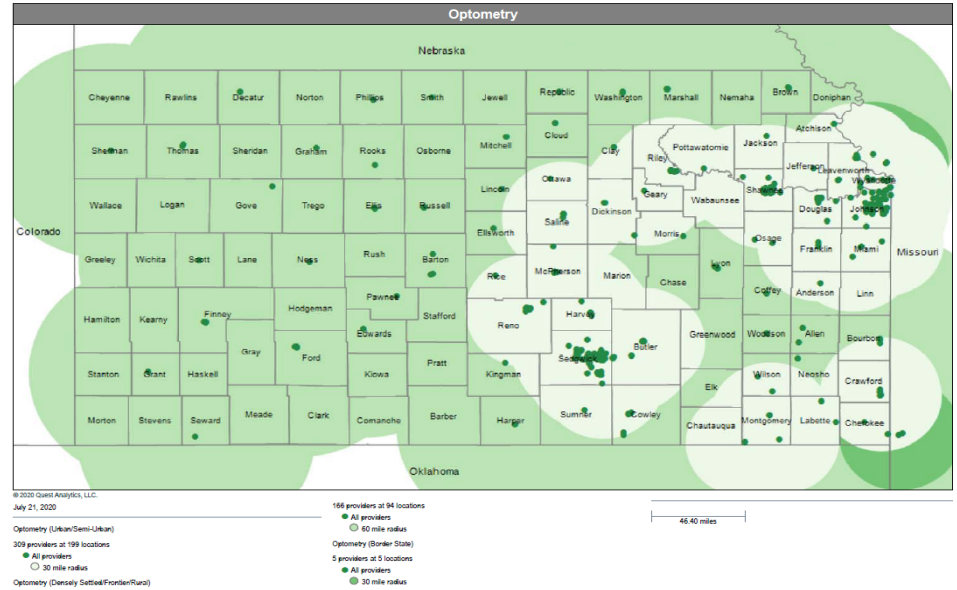 Optometry
Nebraska
Cheyenne Rawlins Decatur Norton Phillips Smith Jewell Republic Washington Marshall Nemaha Brown Doniphan
Atchison
Cloud
Sherman Thomas Sheridan Graham Rooks Osborne Mitchell Clay Riley Pottawatomie Jackson
Jefferson Leavenworth
Wyandotte
Wallace Logan Gove Trego Ellis Russell Lincoln Ottawa Geary Wabaunsee Shawnee
Dickinson Douglas Johnson
Saline
Colorado Ellsworth Morris Osage Franklin Miami Missouri
Greeley Wichita Scott Lane Ness Rush Barton
Rice McPherson Marion Chase Lyon
Coffey Anderson Linn
Pawnee
Hamilton Kearny Finney Hodgeman Stafford
Reno Harvey
Edwards Greenwood Woodson Allen Bourbon
Gray Ford Sedgwick Butler
Stanton Grant Haskell Kiowa Pratt Kingman Wilson Neosho Crawford
Elk
Morton Stevens Seward Meade Clark Comanche Barber Harper Sumner Cowley Chautauqua Montgomery Labette Cherokee
Oklahoma
© 2020 Quest Analytics, LLC.
July 21, 2020
Optometry (Urban/Semi-Urban)
309 providers at 199 locations
All providers
30 mile radius
Optometry (Densely Settled/Frontier/Rural)
166 providers at 94 locations
All providers
60 mile radius
Optometry (Border State)
5 providers at 5 locations
All providers
30 mile radius
46.40 miles